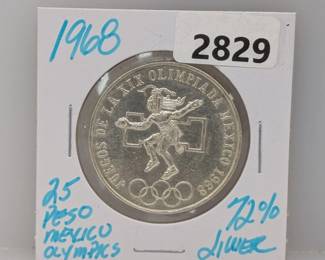 1968
2829
JUEGOS DE LA XIX OLIMPIADA MEXICO 1968
25
PESO
MEXICO
OLYMPICS
72%
SILVER